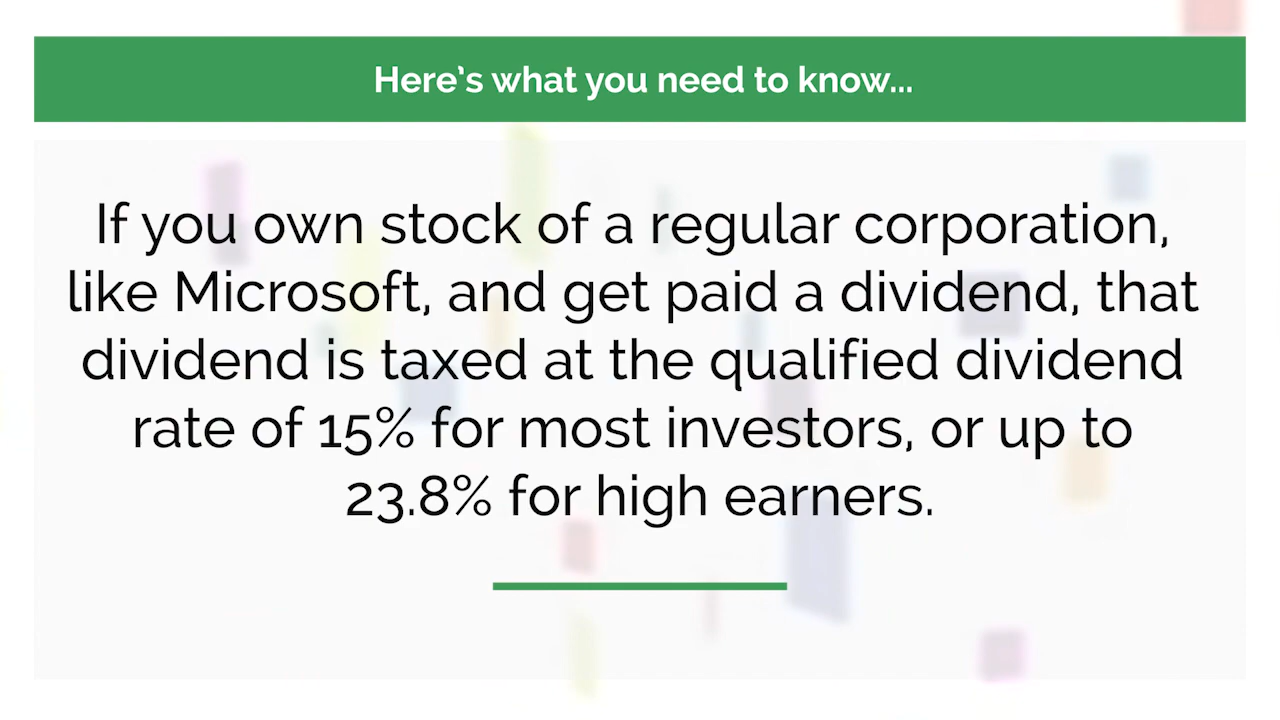 Here’s what you need to know...
If you own stock of a regular corporation,
like Microsoft, and get paid a dividend, that
dividend is taxed at the qualified dividend
rate of 15% for most investors, or up to
23.8% for high earners.